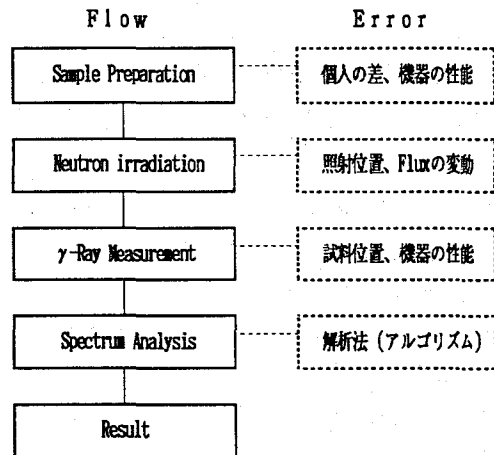 Flow Error
Sample Preparation 個人の差、機器の性能
Neutron irradiation 照射位置、Fluxの変動
γ-Ray Measurement 試料位置、機器の性能
Spectrum Analysis 解析法（アルゴリズム）
Result